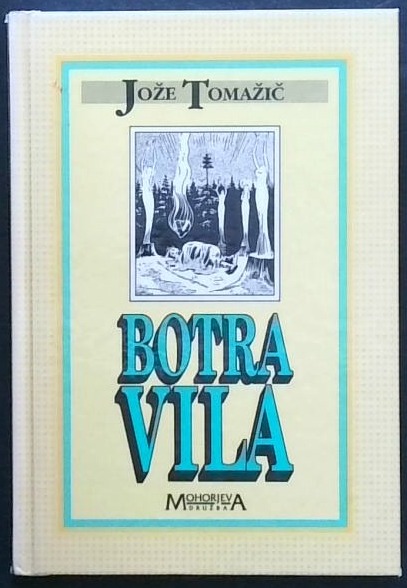 JOŽE TOMAŽIČ
BOTRA
VILA
MOHORJEVA
DRUŽBA